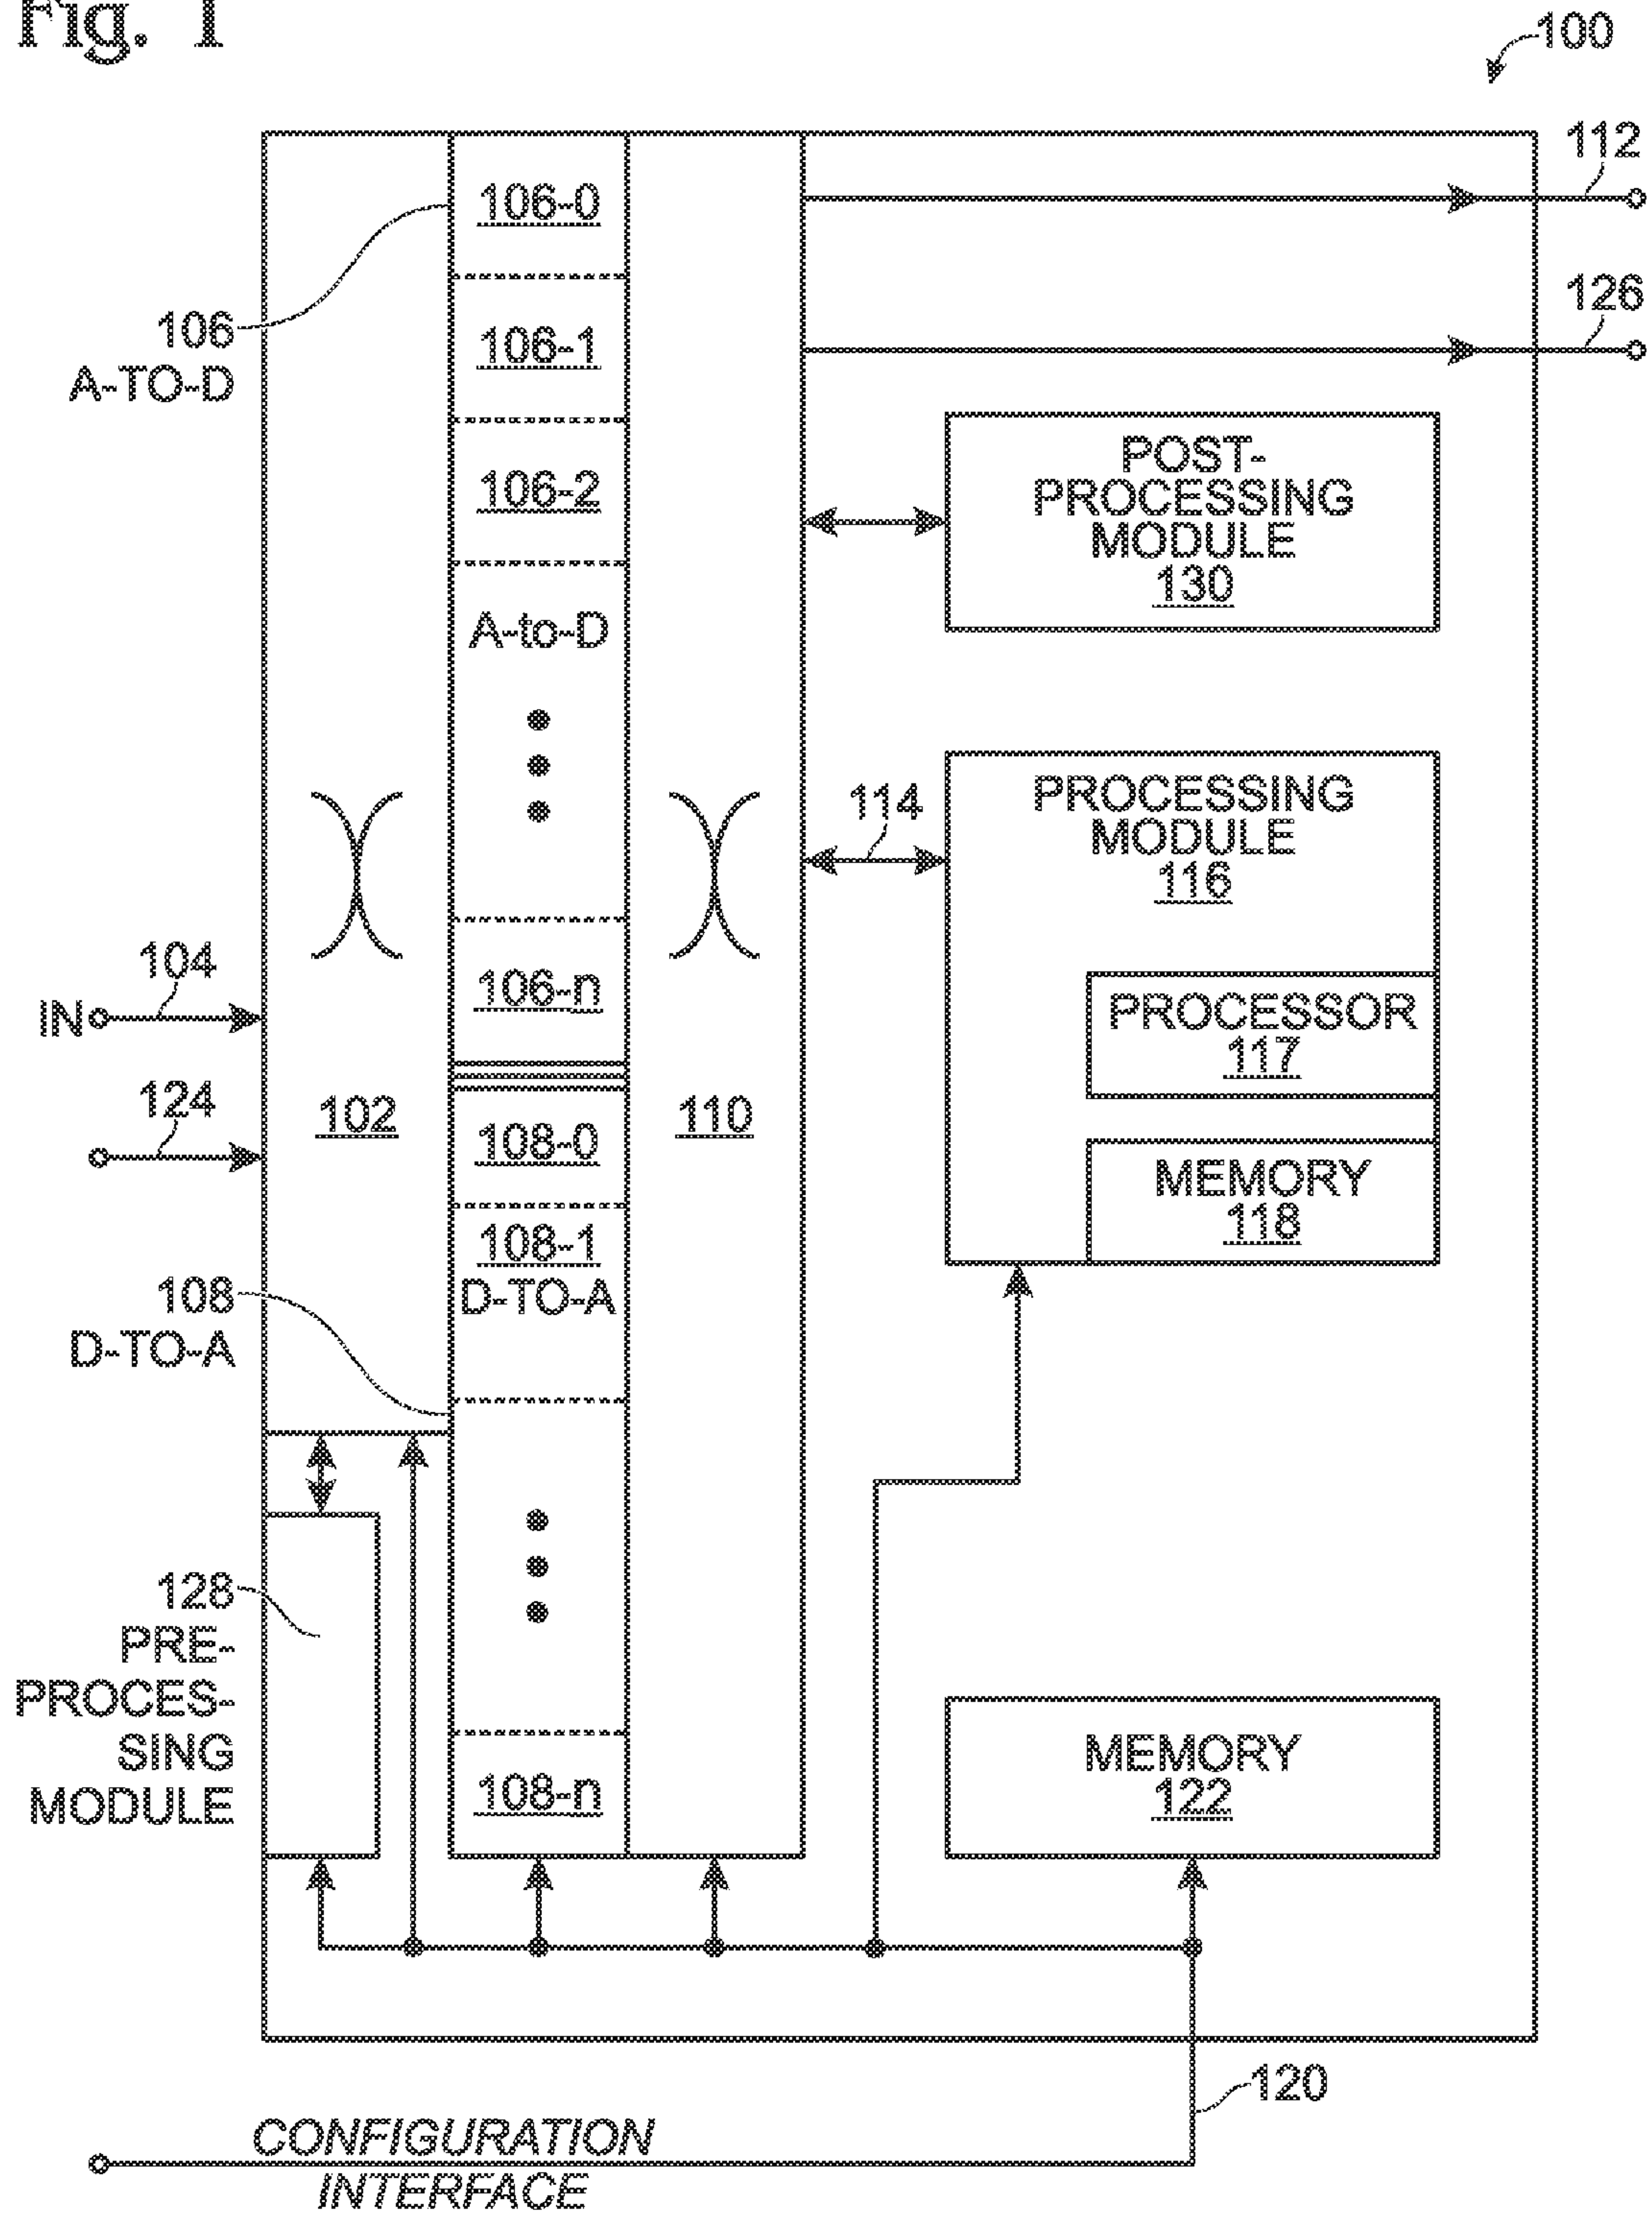 Fig. 1
100
112
126
106-0
106
A-TO-D
106-1
106-2
A-to-D
POST-
PROCESSING
MODULE
130
114
PROCESSING
MODULE
116
106-n
104
IN
PROCESSOR
117
124
102
110
108-0
MEMORY
118
108-1
D-TO-A
108
D-TO-A
128
PRE-
PROCES-
SING
MODULE
108-n
MEMORY
122
120
CONFIGURATION
INTERFACE